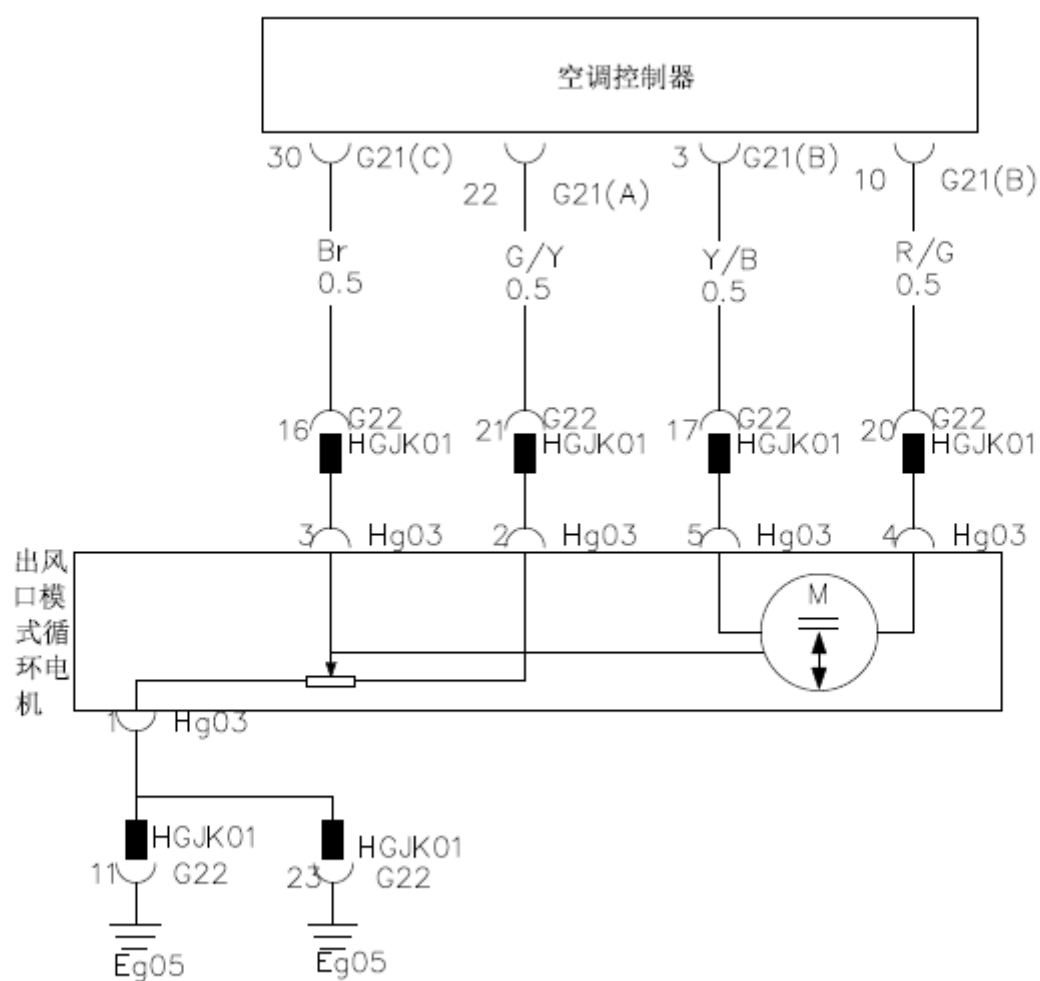 空调控制器
30 G21(C)
22 G21(A)
3 G21(B)
10 G21(B)
Br
0.5
G/Y
0.5
Y/B
0.5
R/G
0.5
16 G22
HGJK01
21 G22
HGJK01
17 G22
HGJK01
20 G22
HGJK01
3 Hg03
2 Hg03
5 Hg03
4 Hg03
出风
口模
式循
环电
机
M
1 Hg03
HGJK01
11 G22
HGJK01
23 G22
Eg05
Eg05